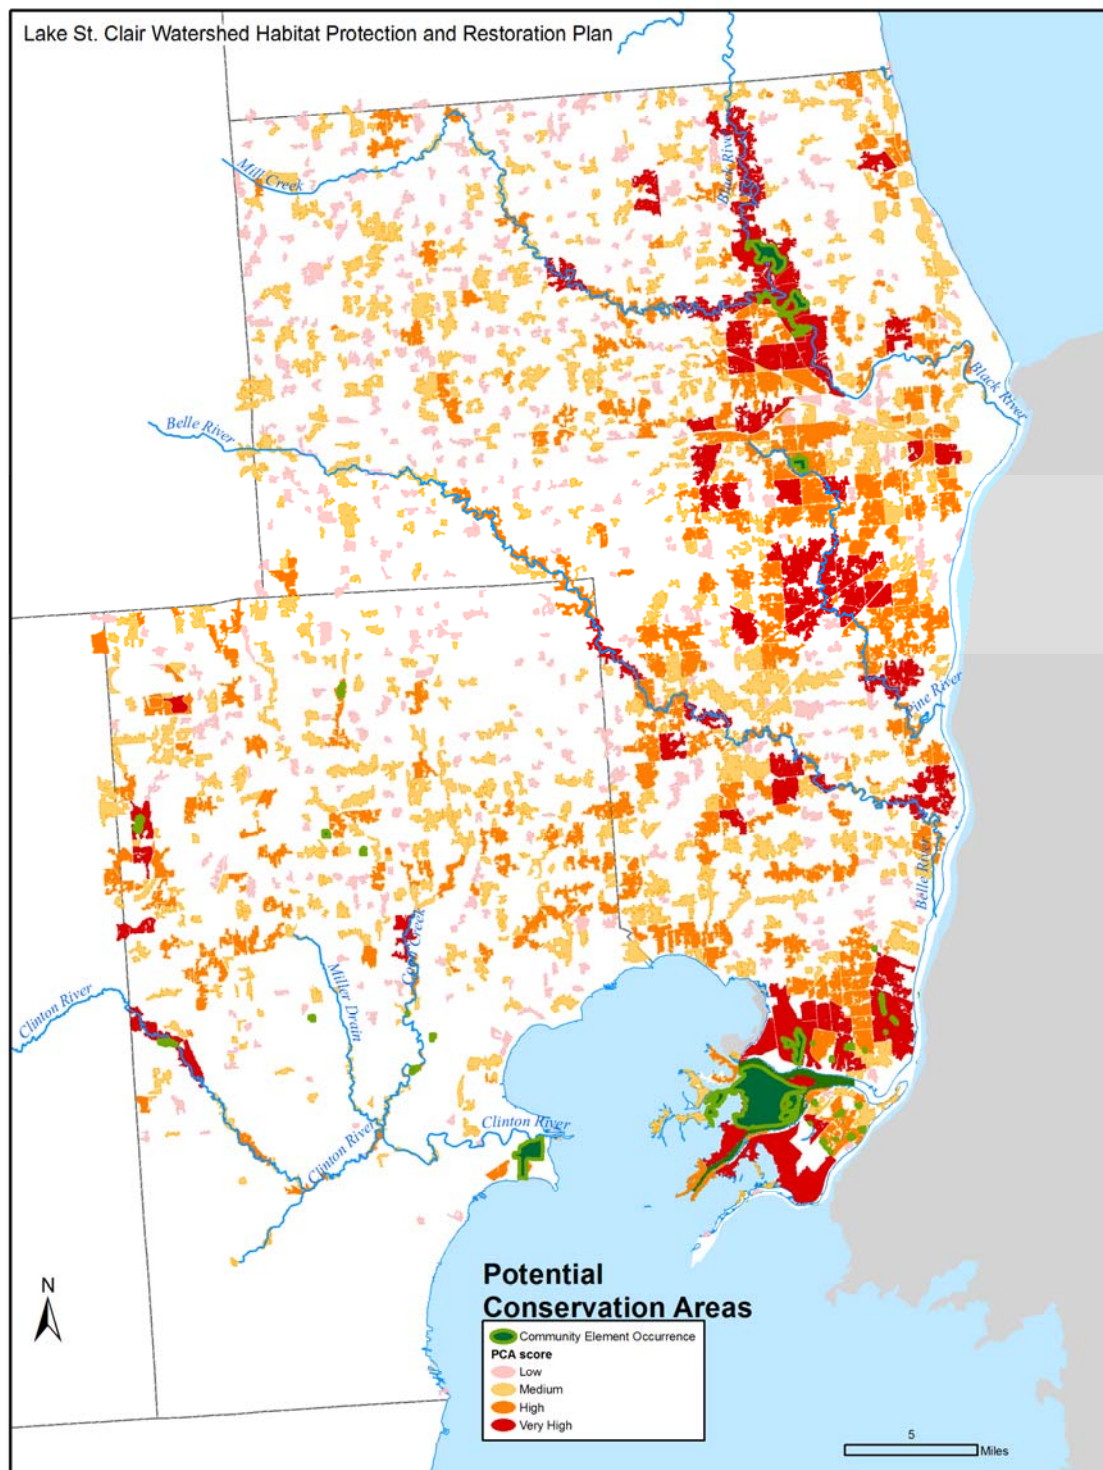 Lake St. Clair Watershed Habitat Protection and Restoration Plan
Mill Creek
Black River
Black River
Belle River
Pine River
Belle River
Coon Creek
Miller Drain
Clinton River
Clinton River
Clinton River
N
Potential
Conservation Areas
Community Element Occurrence
PCA score
Low
Medium
High
Very High
5
Miles